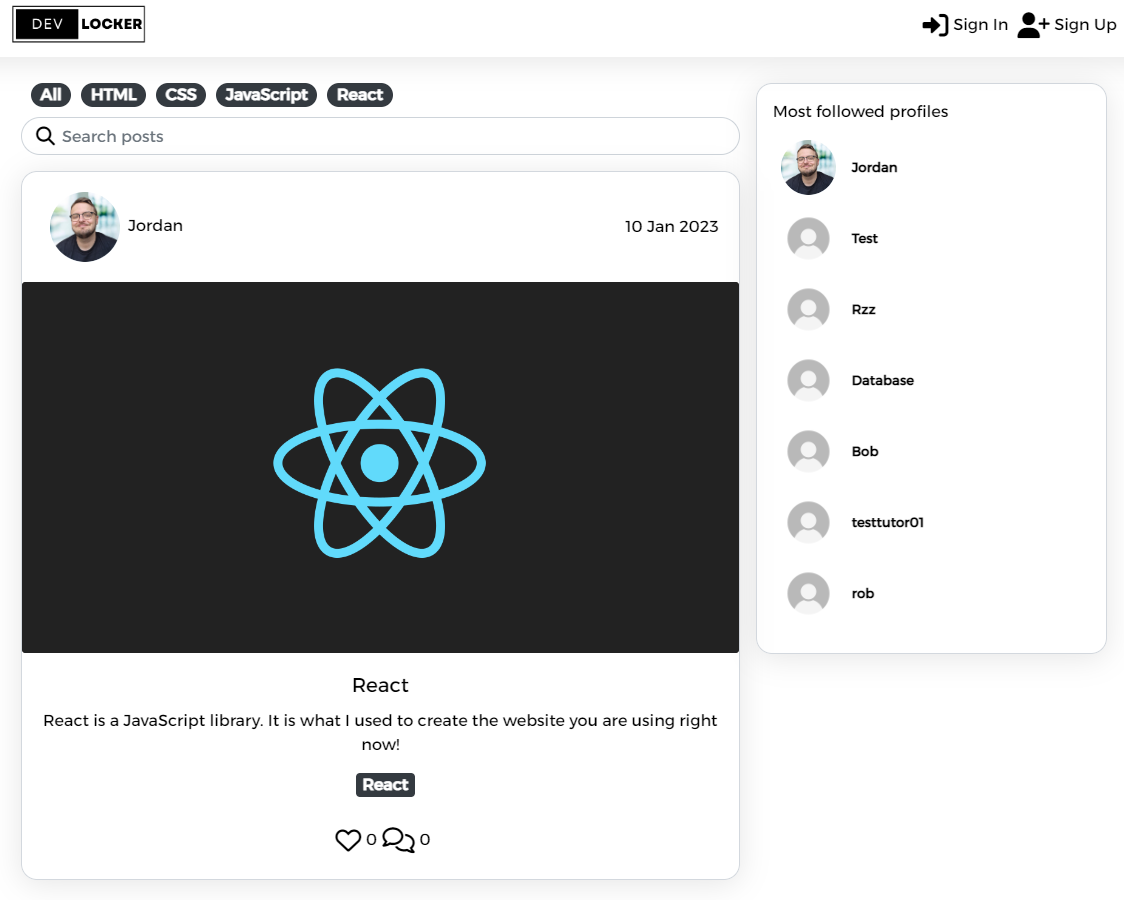 DEV LOCKER
Sign In Sign Up
All HTML CSS JavaScript React
Search posts
Jordan
10 Jan 2023
React
React is a JavaScript library. It is what I used to create the website you are using right
now!
React
0 0
Most followed profiles
Jordan
Test
Rzz
Database
Bob
testtutor01
rob